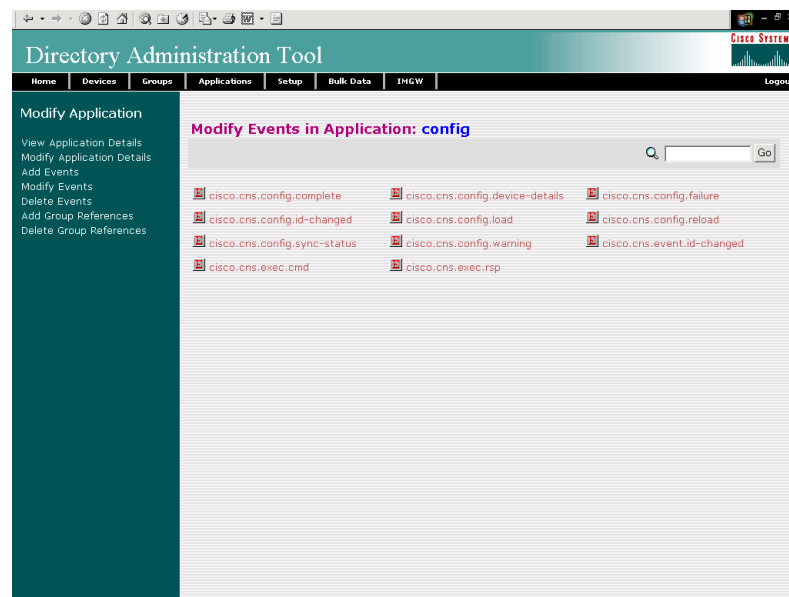 Directory Administration Tool
CISCO SYSTEM
Home Devices Groups Applications Setup Bulk Data IMGW Logou
Modify Application
View Application Details
Modify Application Details
Add Events
Modify Events
Delete Events
Add Group References
Delete Group References
Modify Events in Application: config
Go
E cisco.cns.config.complete E cisco.cns.config.device-details E cisco.cns.config.failure
E cisco.cns.config.id-changed E cisco.cns.config.load E cisco.cns.config.reload
E cisco.cns.config.sync-status E cisco.cns.config.warning E cisco.cns.event.id-changed
E cisco.cns.exec.cmd E cisco.cns.exec.rsp